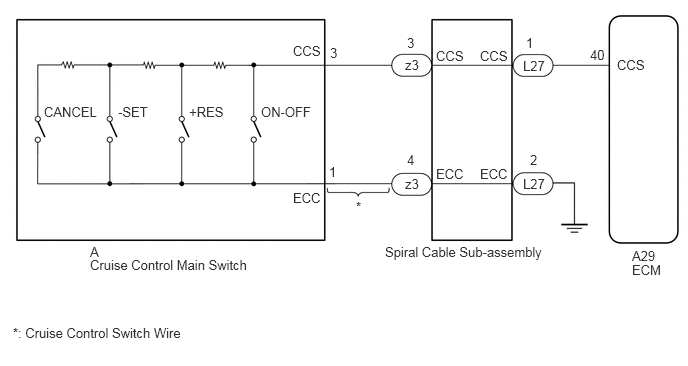 CCS 3
3
z3
CCS CCS
1
L27
40
CCS
CANCEL -SET +RES ON-OFF
1
ECC
*
4
z3
ECC ECC
2
L27
A
Cruise Control Main Switch
Spiral Cable Sub-assembly
A29
ECM
*: Cruise Control Switch Wire